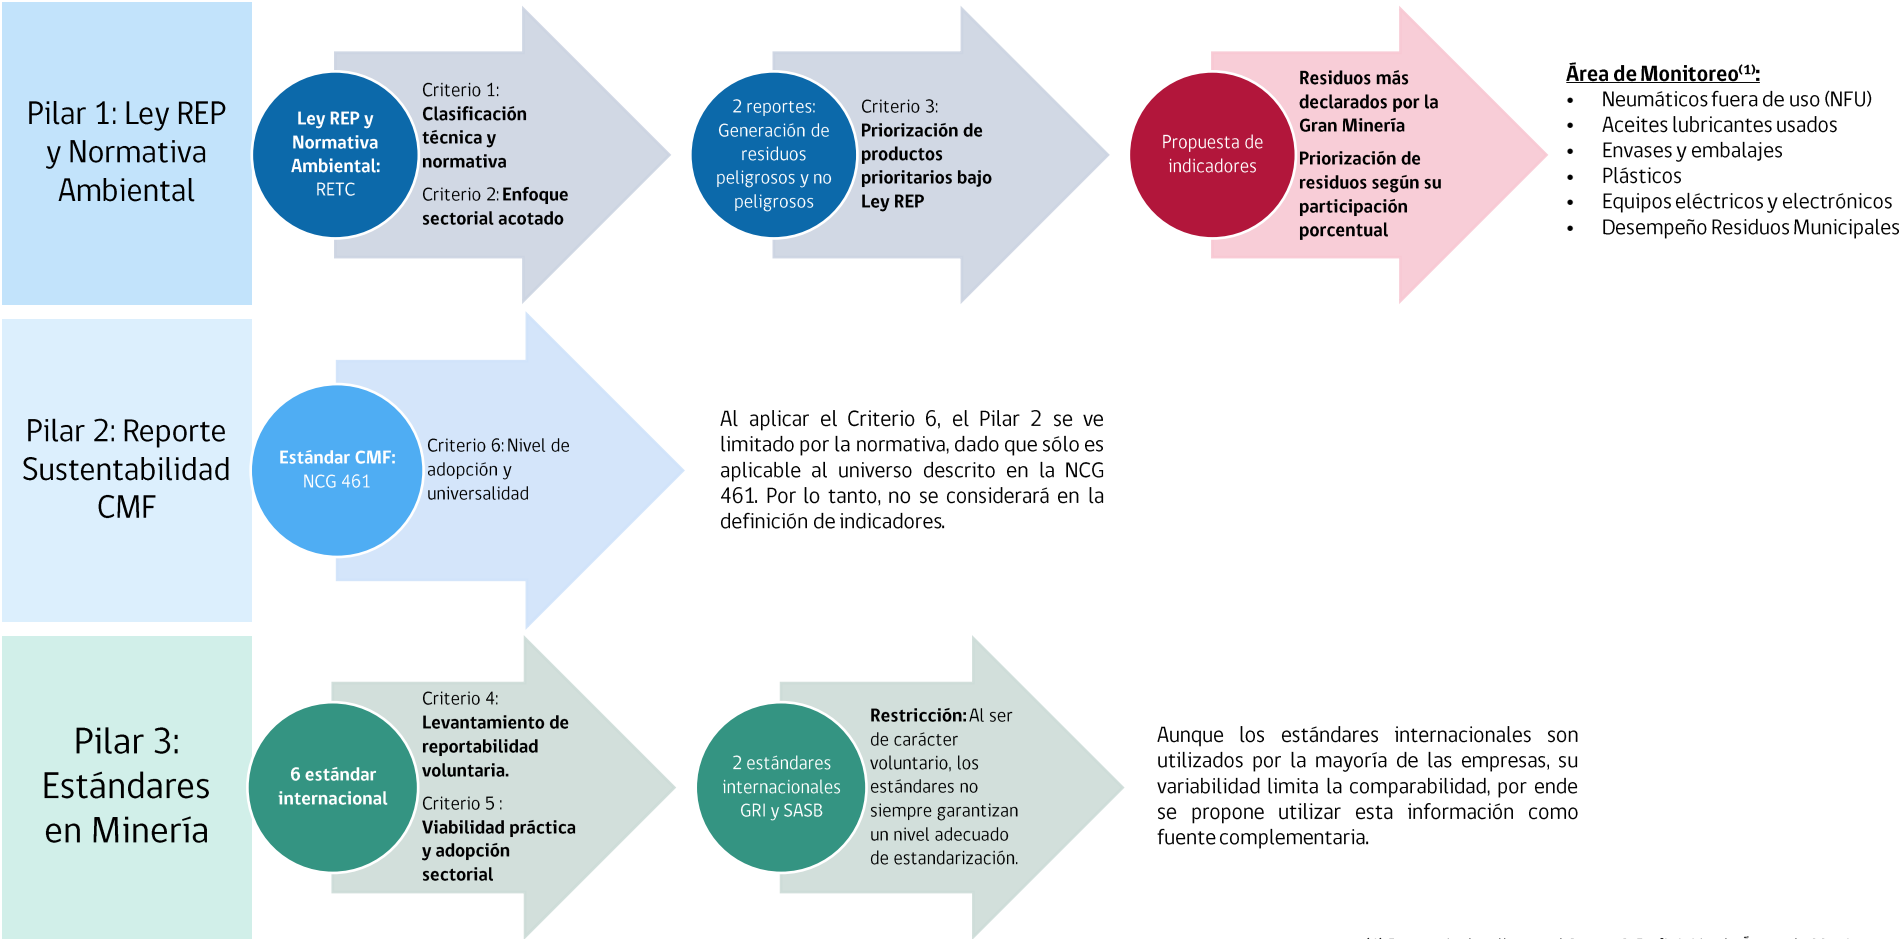 Pilar 1: Ley REP
y Normativa
Ambiental
Ley REP y
Normativa
Ambiental:
RETC
Criterio 1:
Clasificación
técnica y
normativa
Criterio 2: Enfoque
sectorial acotado
2 reportes:
Generación de
residuos
peligrosos y no
peligrosos
Criterio 3:
Priorización de
productos
prioritarios bajo
Ley REP
Propuesta de
indicadores
Residuos más
declarados por la
Gran Minería
Priorización de
residuos según su
participación
porcentual
Área de Monitoreo(1):
• Neumáticos fuera de uso (NFU)
• Aceites lubricantes usados
• Envases y embalajes
• Plásticos
• Equipos eléctricos y electrónicos
• Desempeño Residuos Municipales
Pilar 2: Reporte
Sustentabilidad
CMF
Estándar CMF:
NCG 461
Criterio 6: Nivel de
adopción y
universalidad
Al aplicar el Criterio 6, el Pilar 2 se ve
limitado por la normativa, dado que sólo es
aplicable al universo descrito en la NCG
461. Por lo tanto, no se considerará en la
definición de indicadores.
Pilar 3:
Estándares
en Minería
6 estándar
internacional
Criterio 4:
Levantamiento de
reportabilidad
voluntaria.
Criterio 5 :
Viabilidad práctica
y adopción
sectorial
2 estándares
internacionales
GRI y SASB
Restricción: Al ser
de carácter
voluntario, los
estándares no
siempre garantizan
un nivel adecuado
de estandarización.
Aunque los estándares internacionales son
utilizados por la mayoría de las empresas, su
variabilidad limita la comparabilidad, por ende
se propone utilizar esta información como
fuente complementaria.